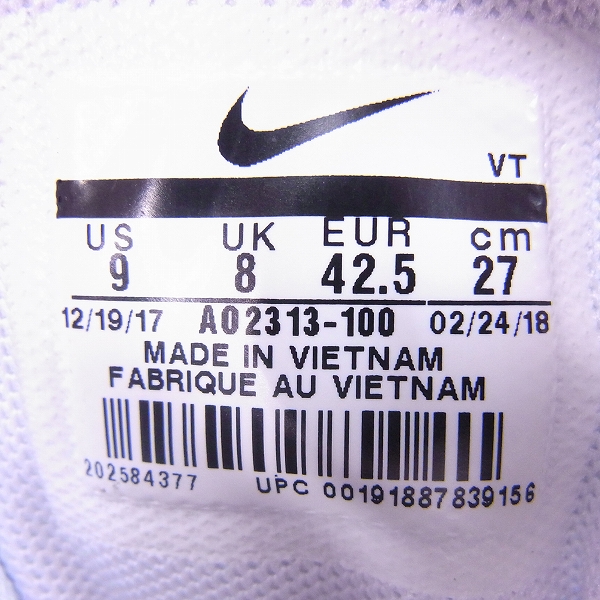 VT
US UK EUR cm
9 8 42.5 27
12/19/17 AO2313-100 02/24/18
MADE IN VIETNAM
FABRIQUE AU VIETNAM
202584377 UPC 00191887839156